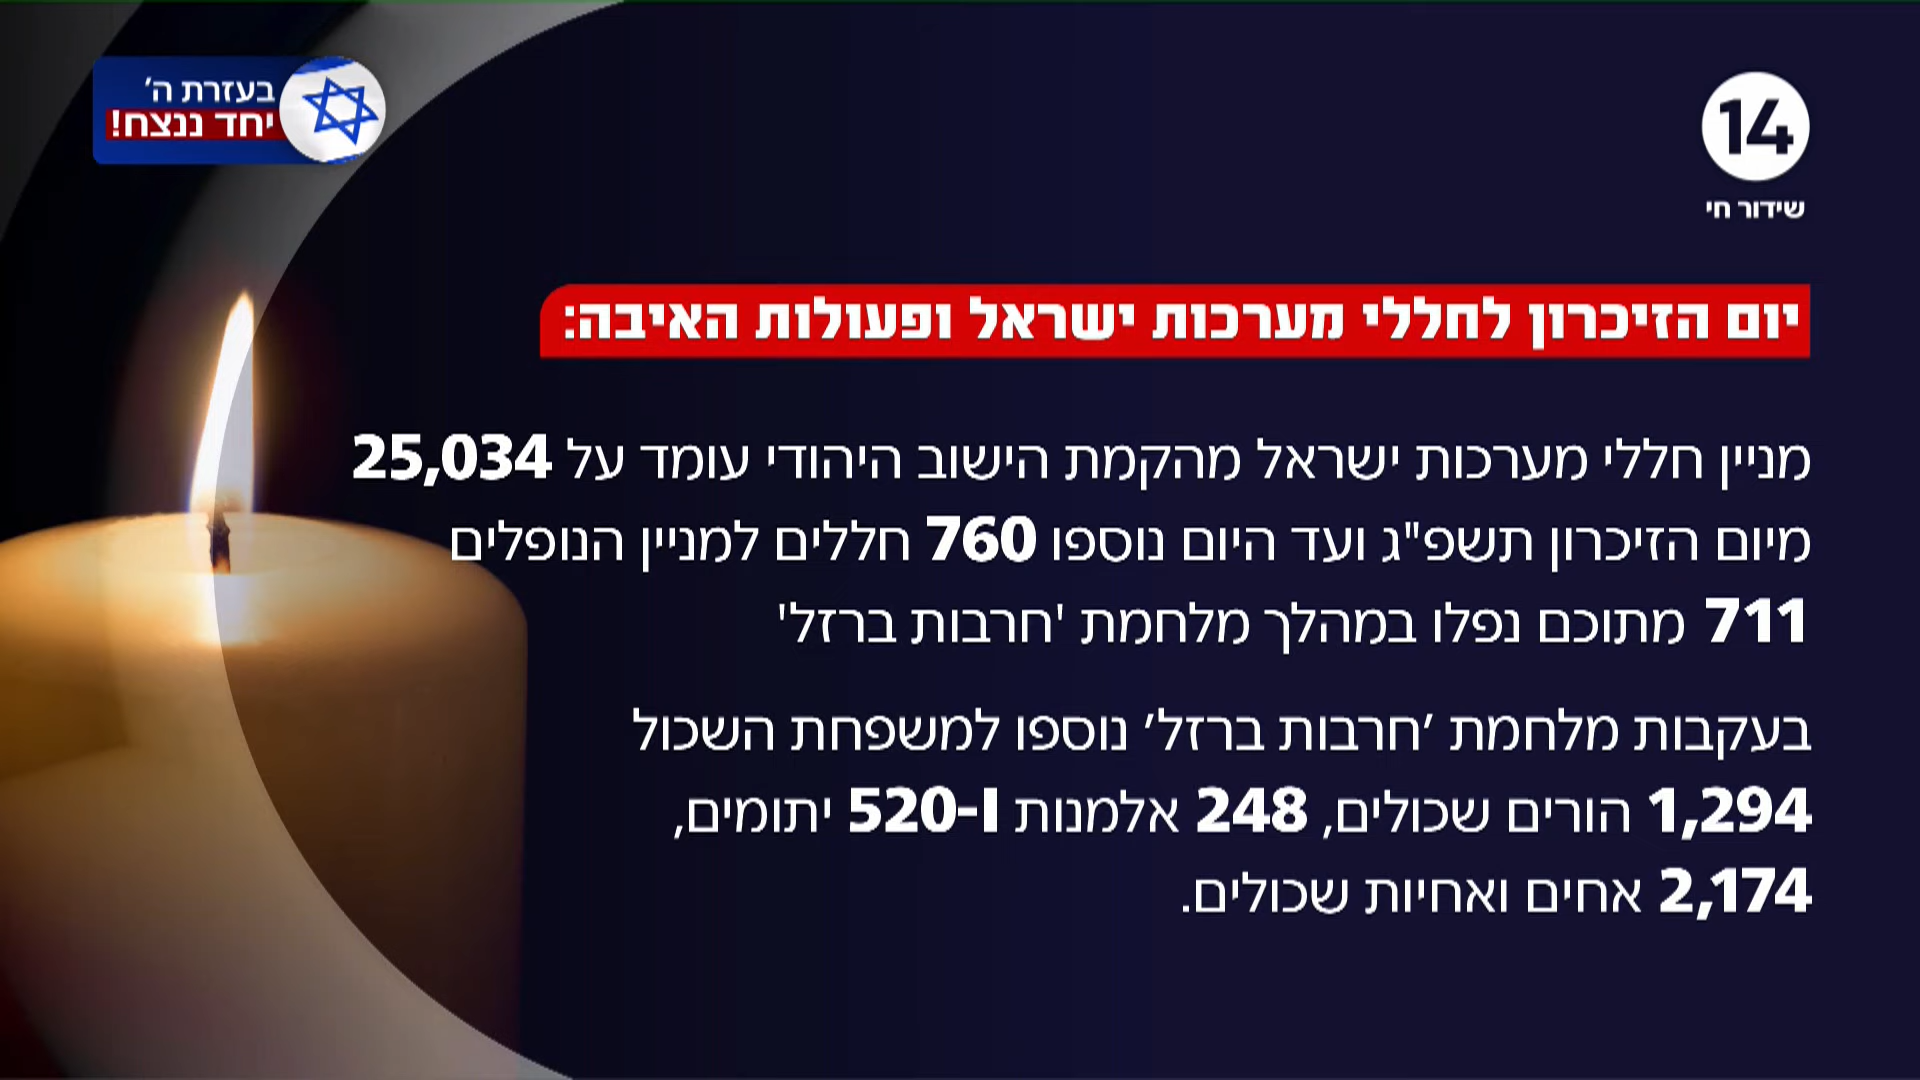 בעזרת ה׳
יחד ננצח!
14
שידור חי
יום הזיכרון לחללי מערכות ישראל ופעולות האיבה:
מניין חללי מערכות ישראל מהקמת הישוב היהודי עומד על 25,034
מיום הזיכרון תשפ"ג ועד היום נוספו 760 חללים למניין הנופלים
711 מתוכם נפלו במהלך מלחמת 'חרבות ברזל'
בעקבות מלחמת ׳חרבות ברזל׳ נוספו למשפחת השכול
1,294 הורים שכולים, 248 אלמנות ו-520 יתומים,
2,174 אחים ואחיות שכולים.